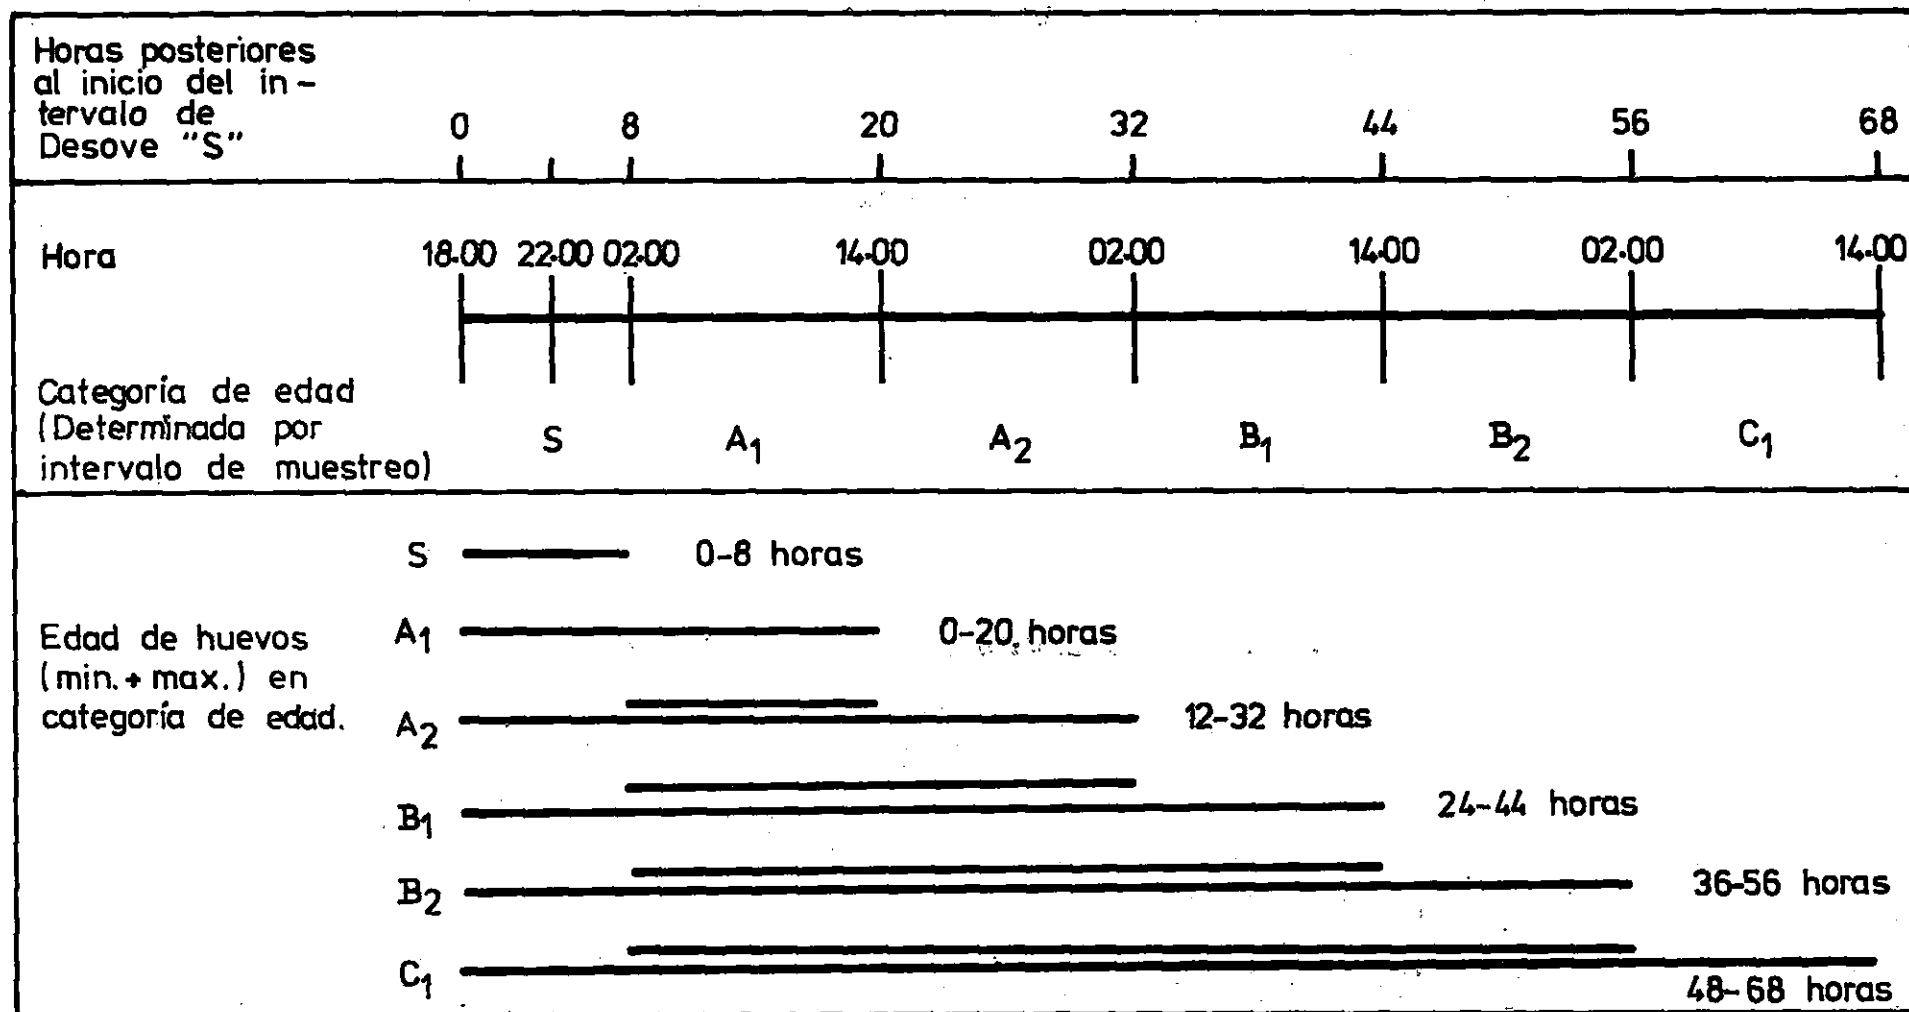 Horas posteriores
al inicio del in-
tervalo de
Desove "S"
0 8 20 32 44 56 68
Hora
18.00 22.00 02.00 14.00 02.00 14.00 02.00 14.00
Categoría de edad
(Determinada por
intervalo de muestreo)
S A1 A2 B1 B2 C1
Edad de huevos
(min.+ max.) en
categoría de edad.
S 0-8 horas
A1 0-20 horas
A2 12-32 horas
B1 24-44 horas
B2 36-56 horas
C1 48-68 horas